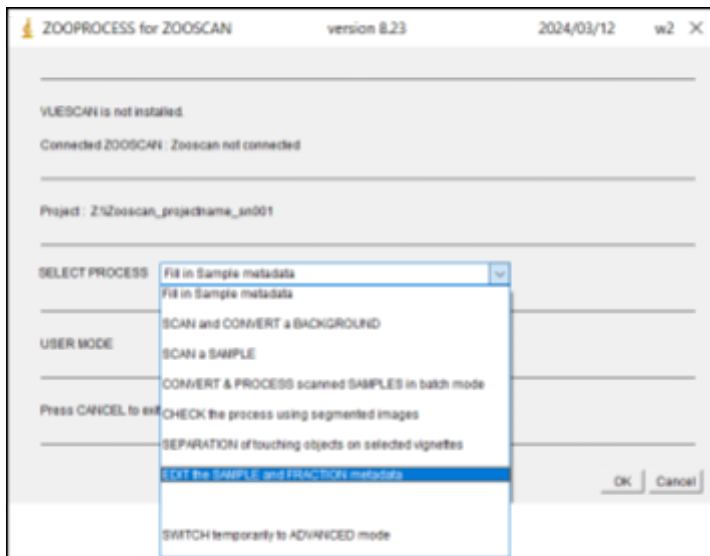 ZOOPROCESS for ZOOSCAN version 8.23 2024/03/12 w2
VUESCAN is not installed.
Connected ZOOSCAN : Zooscan not connected
Project : Z:\Zooscan_projectname_sn001
SELECT PROCESS Fill in Sample metadata
Fill in Sample metadata
SCAN and CONVERT a BACKGROUND
USER MODE
SCAN a SAMPLE
CONVERT & PROCESS scanned SAMPLES in batch mode
Press CANCEL to exit
CHECK the process using segmented images
SEPARATION of touching objects on selected vignettes
EDIT the SAMPLE and FRACTION metadata
OK Cancel
SWITCH temporarily to ADVANCED mode